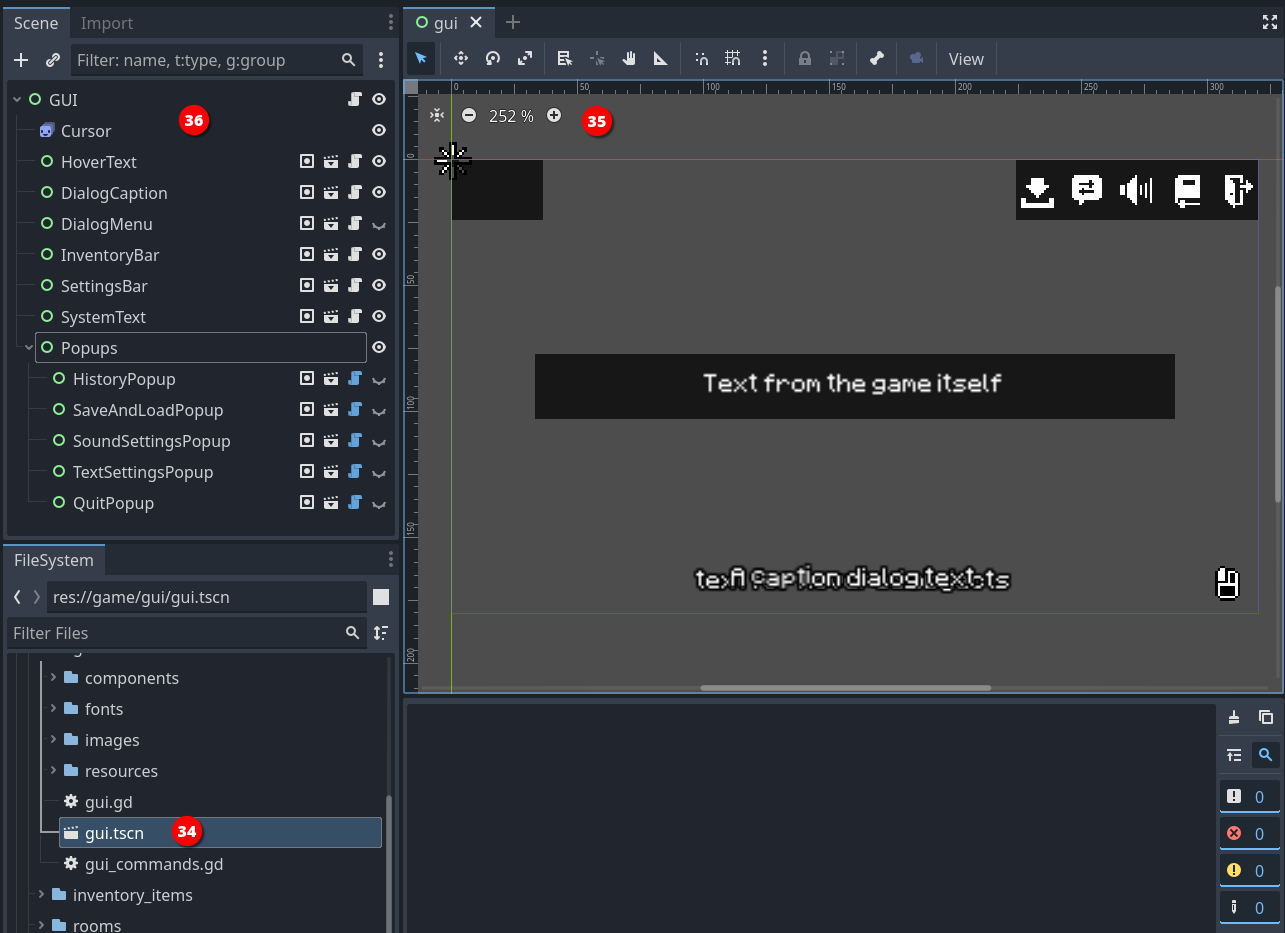 Scene Import
Filter: name, t:type, g:group
GUI
36
Cursor
HoverText
DialogCaption
DialogMenu
InventoryBar
SettingsBar
SystemText
Popups
HistoryPopup
SaveAndLoadPopup
SoundSettingsPopup
TextSettingsPopup
QuitPopup
FileSystem
res://game/gui/gui.tscn
Filter Files
components
fonts
images
resources
gui.gd
gui.tscn
34
gui_commands.gd
inventory_items
rooms
gui
View
0 50 100 150 200 250 300
252 %
35
0
50
100
150
200
Text from the game itself
caption dialog
0
0
0
0